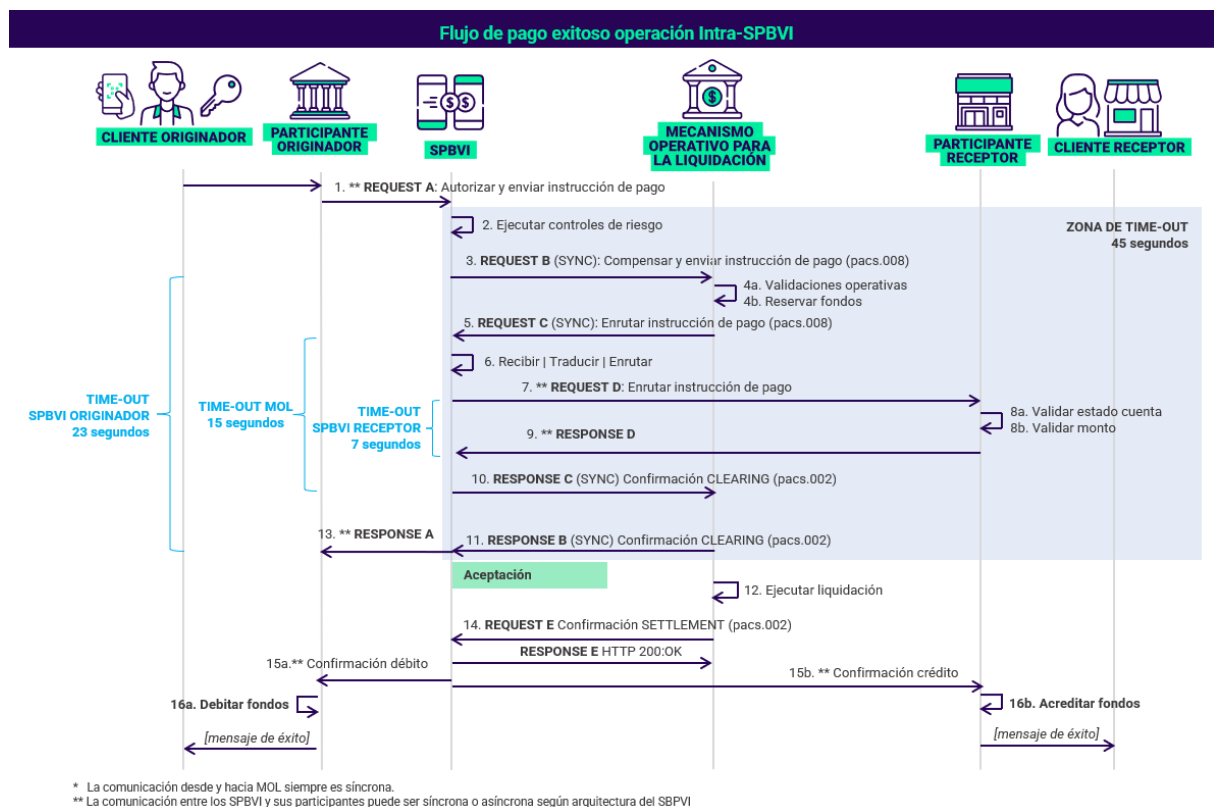 Flujo de pago exitoso operación Intra-SPBVI
CLIENTE ORIGINADOR
PARTICIPANTE
ORIGINADOR
SPBVI
MECANISMO
OPERATIVO PARA
LA LIQUIDACIÓN
PARTICIPANTE
RECEPTOR
CLIENTE RECEPTOR
1. ** REQUEST A: Autorizar y enviar instrucción de pago
2. Ejecutar controles de riesgo
ZONA DE TIME-OUT
45 segundos
3. REQUEST B (SYNC): Compensar y enviar instrucción de pago (pacs.008)
4a. Validaciones operativas
4b. Reservar fondos
5. REQUEST C (SYNC): Enrutar instrucción de pago (pacs.008)
6. Recibir | Traducir | Enrutar
7. ** REQUEST D: Enrutar instrucción de pago
TIME-OUT
SPBVI ORIGINADOR
23 segundos
TIME-OUT MOL
15 segundos
TIME-OUT
SPBVI RECEPTOR
7 segundos
8a. Validar estado cuenta
8b. Validar monto
9. ** RESPONSE D
10. RESPONSE C (SYNC) Confirmación CLEARING (pacs.002)
13. ** RESPONSE A
11. RESPONSE B (SYNC) Confirmación CLEARING (pacs.002)
Aceptación
12. Ejecutar liquidación
14. REQUEST E Confirmación SETTLEMENT (pacs.002)
RESPONSE E HTTP 200:OK
15a.** Confirmación débito
15b. ** Confirmación crédito
16a. Debitar fondos
16b. Acreditar fondos
[mensaje de éxito]
[mensaje de éxito]
* La comunicación desde y hacia MOL siempre es síncrona.
** La comunicación entre los SPBVI y sus participantes puede ser síncrona o asíncrona según arquitectura del SBPVI